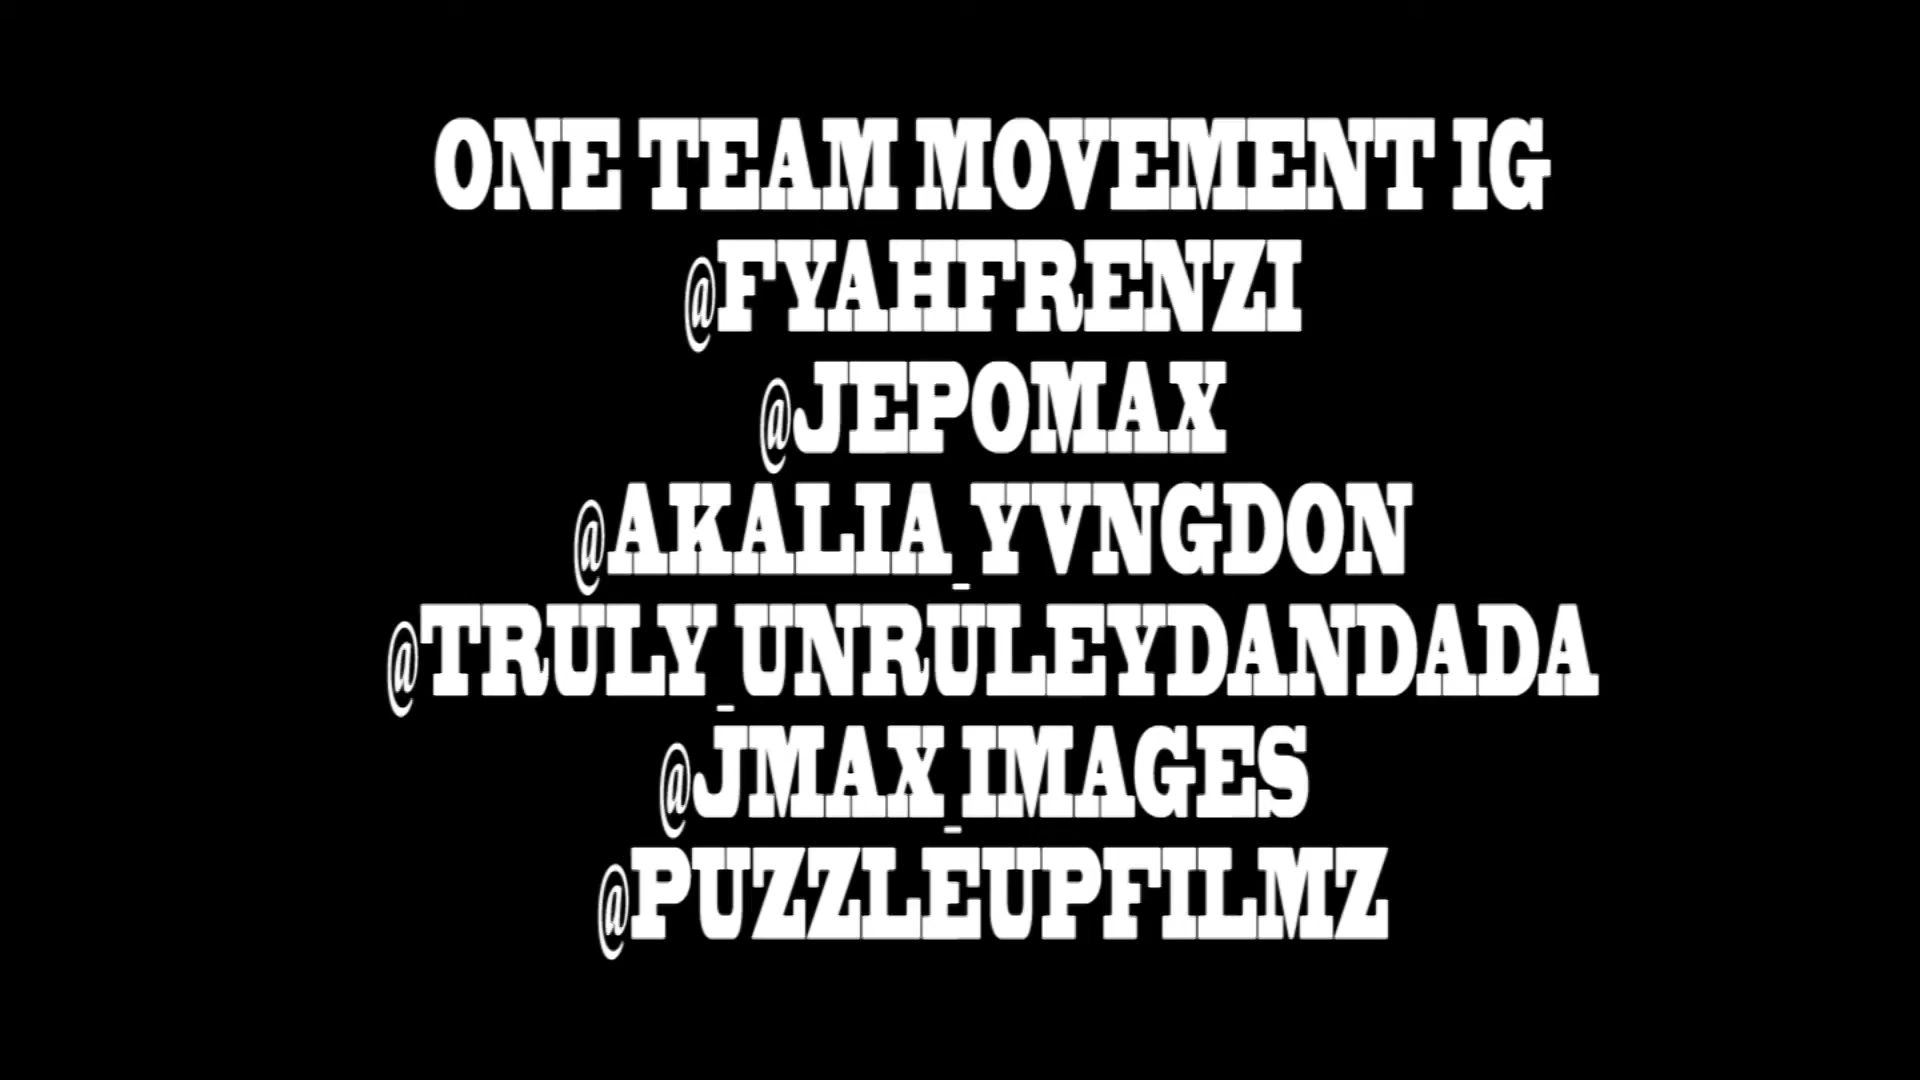 ONE TEAM MOVEMENT IG
@FYAHFRENZI
@JEPOMAX
@AKALIA_YVNGDON
@TRULY_UNRULEYDANDADA
@JMAX_IMAGES
@PUZZLEUPFILMZ